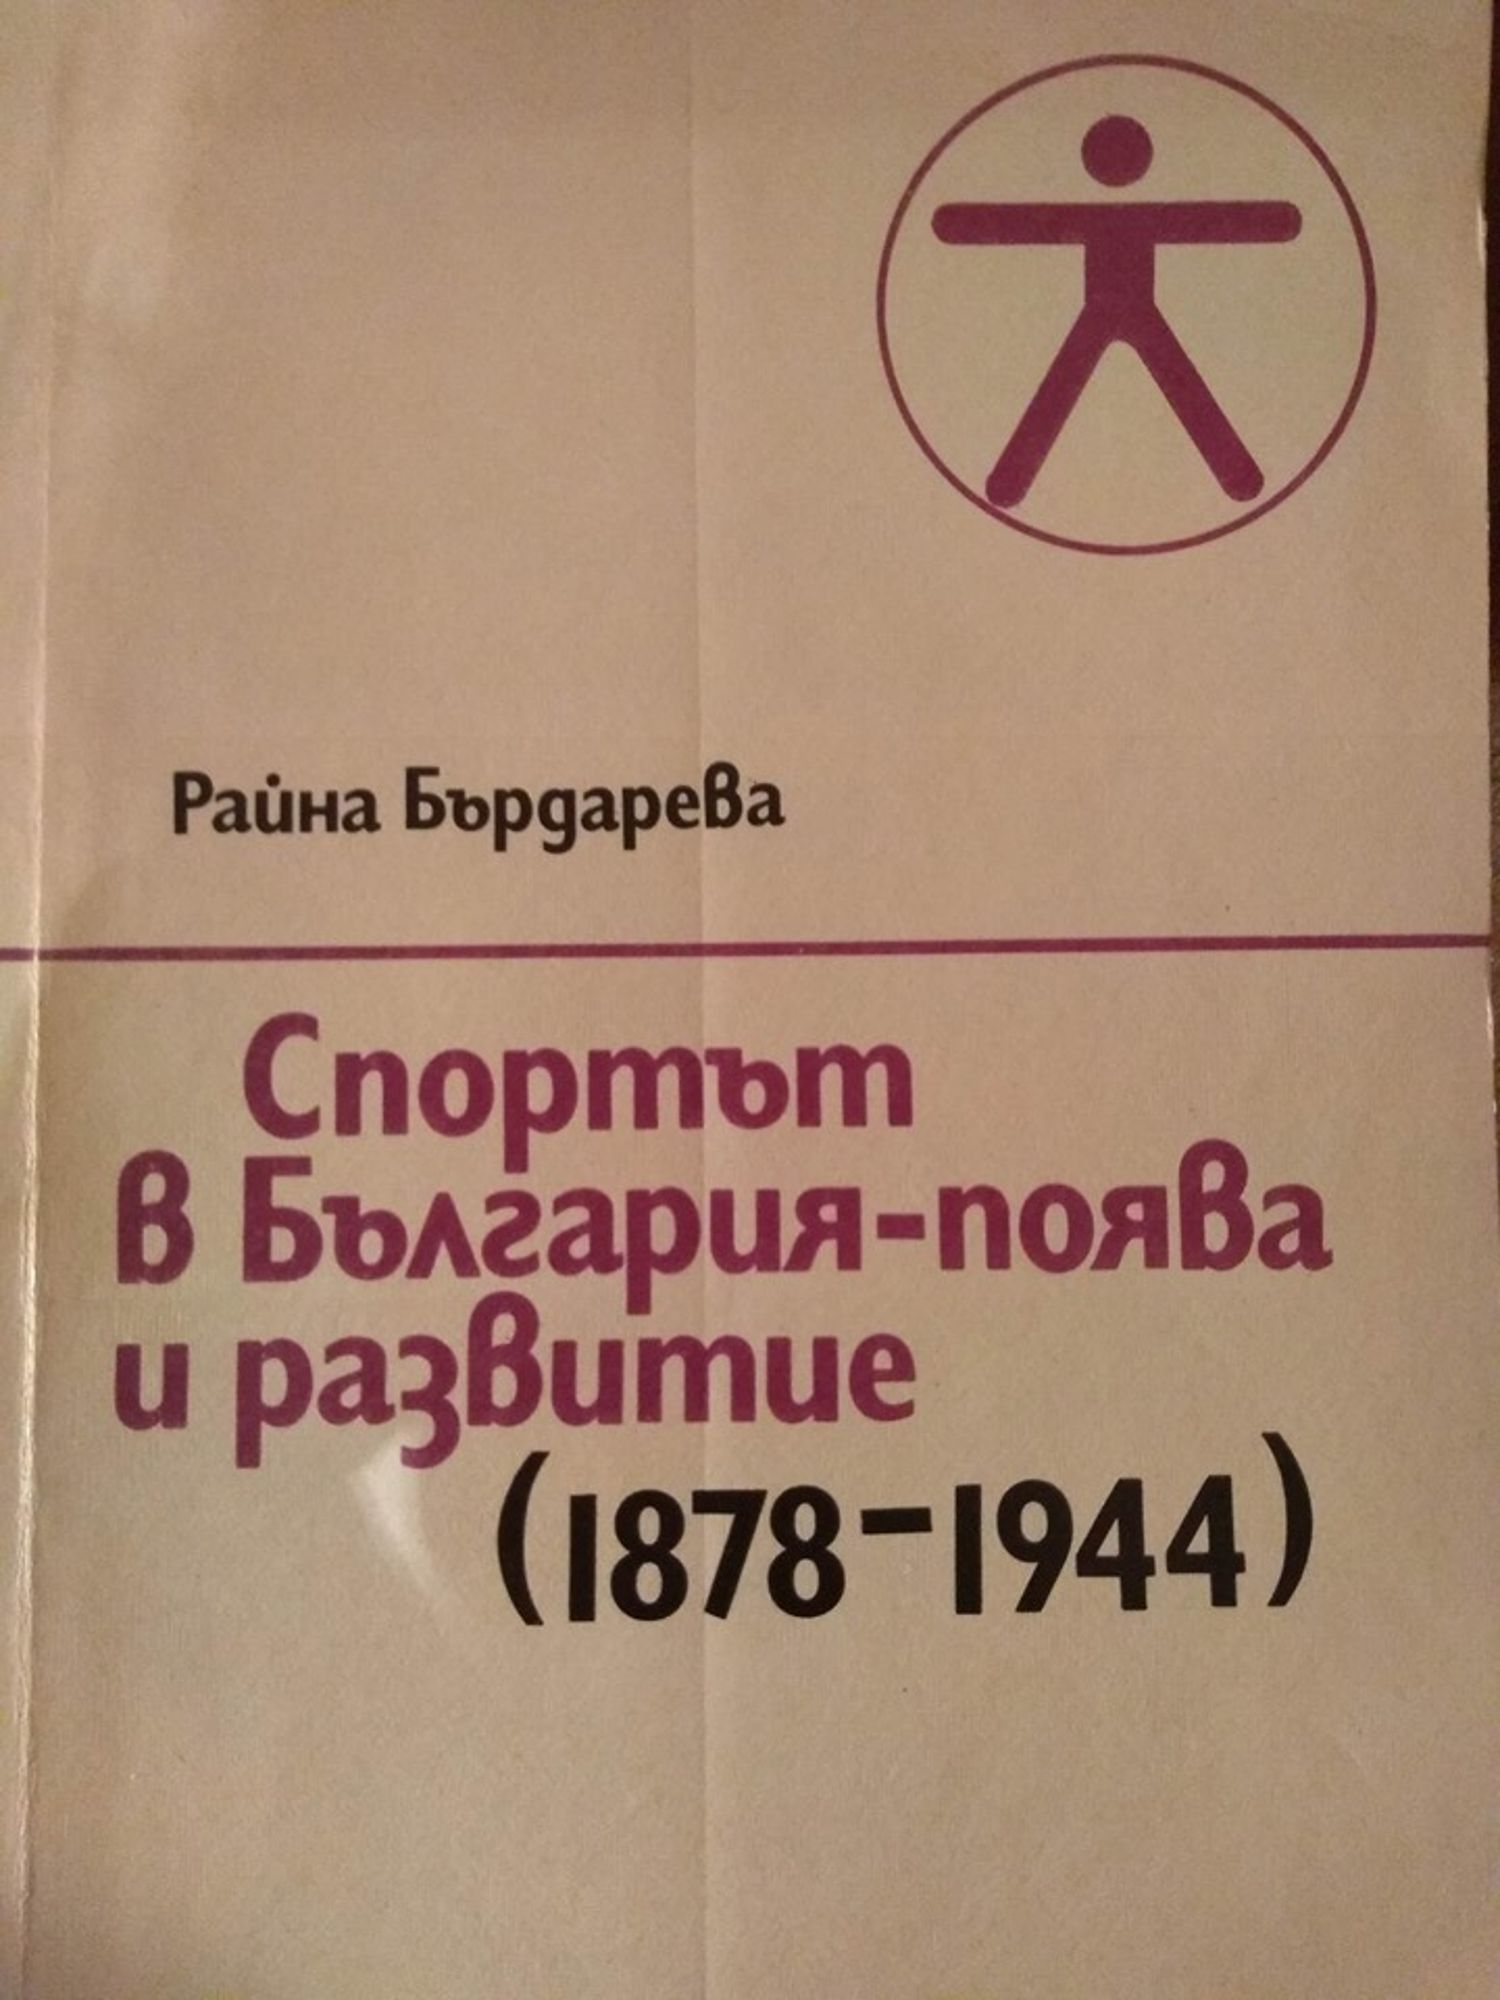 Райна Бърдарева
Спортът
в България-поява
и развитие
(1878-1944)